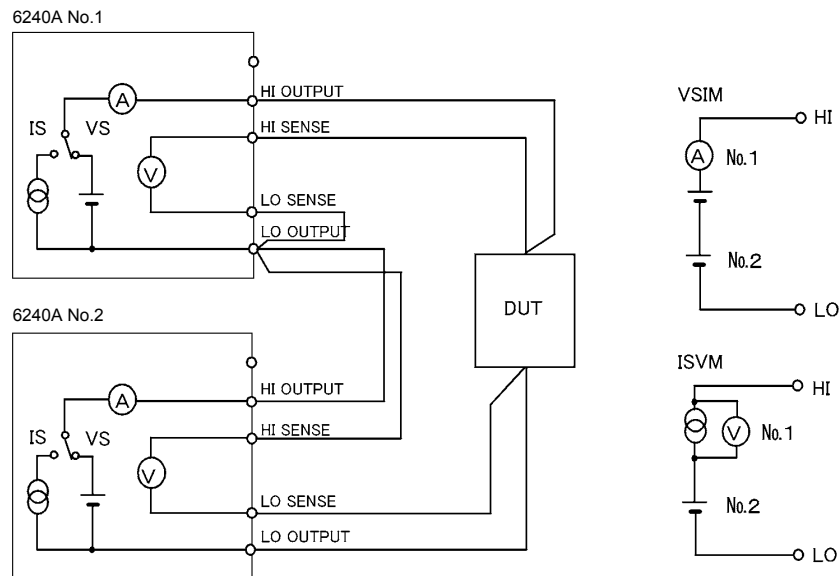 6240A No.1
HI OUTPUT
A
IS
VS
HI SENSE
V
LO SENSE
LO OUTPUT
DUT
6240A No.2
HI OUTPUT
A
IS
VS
HI SENSE
V
LO SENSE
LO OUTPUT
VSIM
HI
A
No.1
No.2
LO
ISVM
HI
V
No.1
No.2
LO